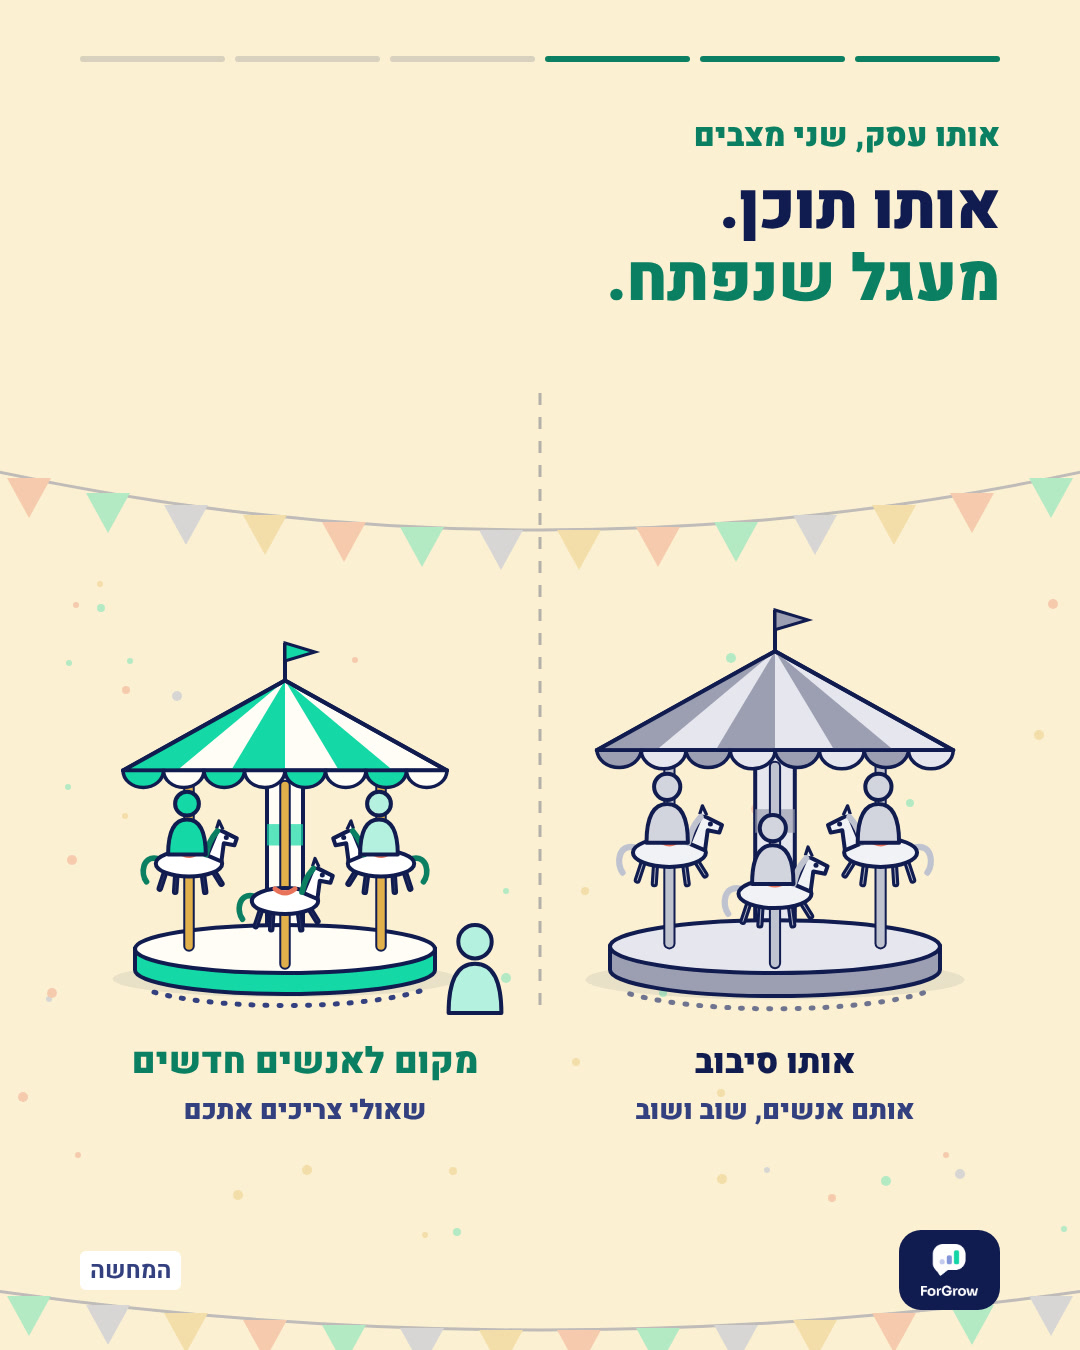 אותו עסק, שני מצבים
אותו תוכן.
מעגל שנפתח.
אותו סיבוב
אותם אנשים, שוב ושוב
מקום לאנשים חדשים
שאולי צריכים אתכם
ForGrow
המחשה